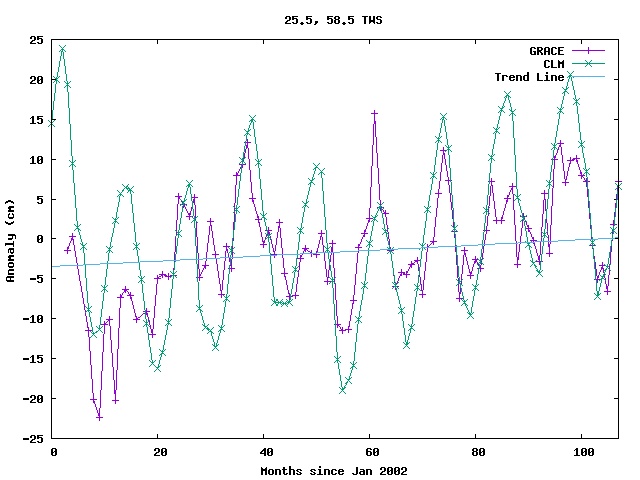 25.5, 58.5 TWS
GRACE
CLM
Trend Line
25
20
15
10
5
0
-5
-10
-15
-20
-25
Anomaly (cm)
0 20 40 60 80 100
Months since Jan 2002